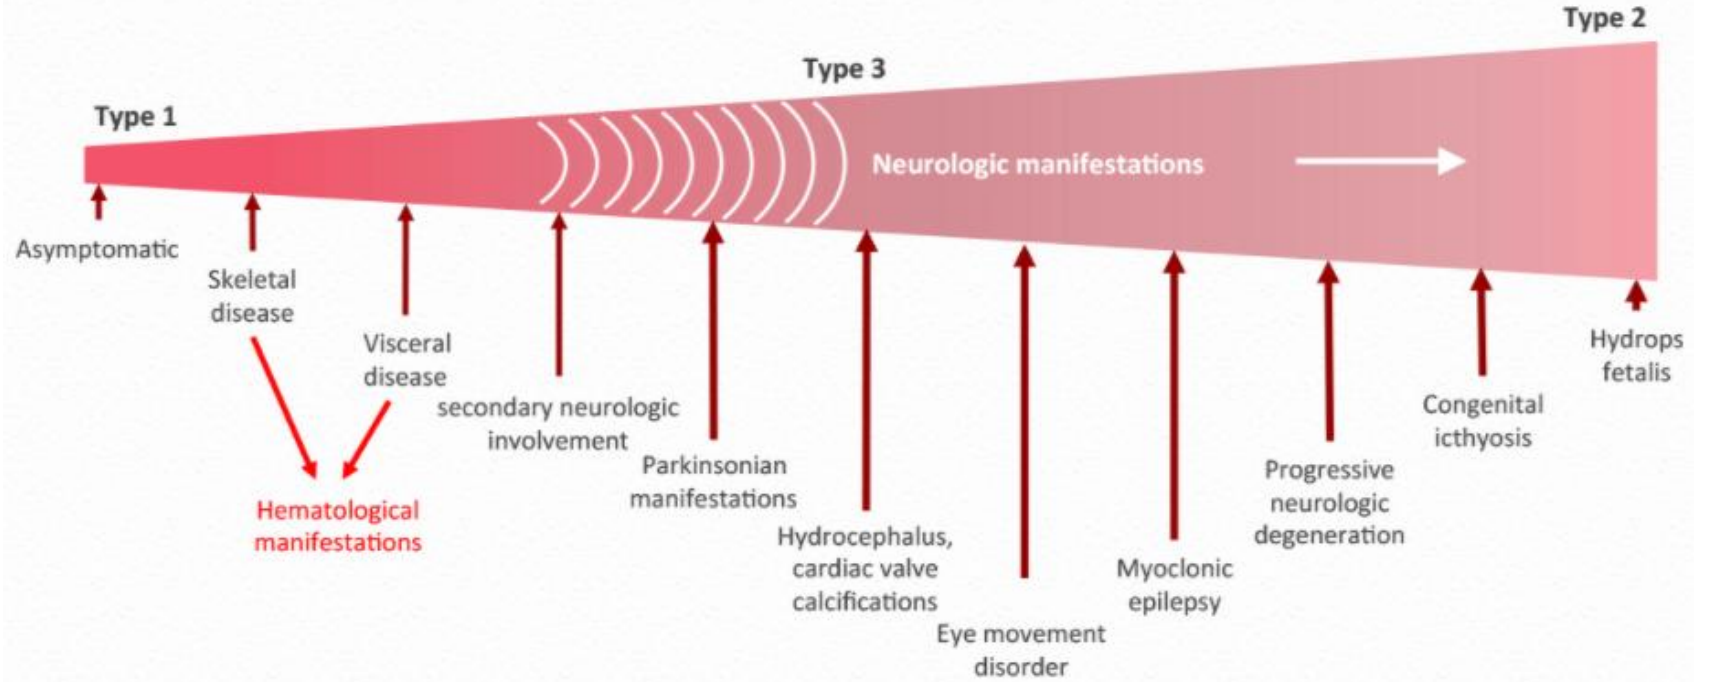 Type 2
Type 3
Type 1
Neurologic manifestations
Asymptomatic
Skeletal
disease
Visceral
disease
Hematological
manifestations
secondary neurologic
involvement
Parkinsonian
manifestations
Hydrocephalus,
cardiac valve
calcifications
Eye movement
disorder
Myoclonic
epilepsy
Progressive
neurologic
degeneration
Congenital
icthyosis
Hydrops
fetalis